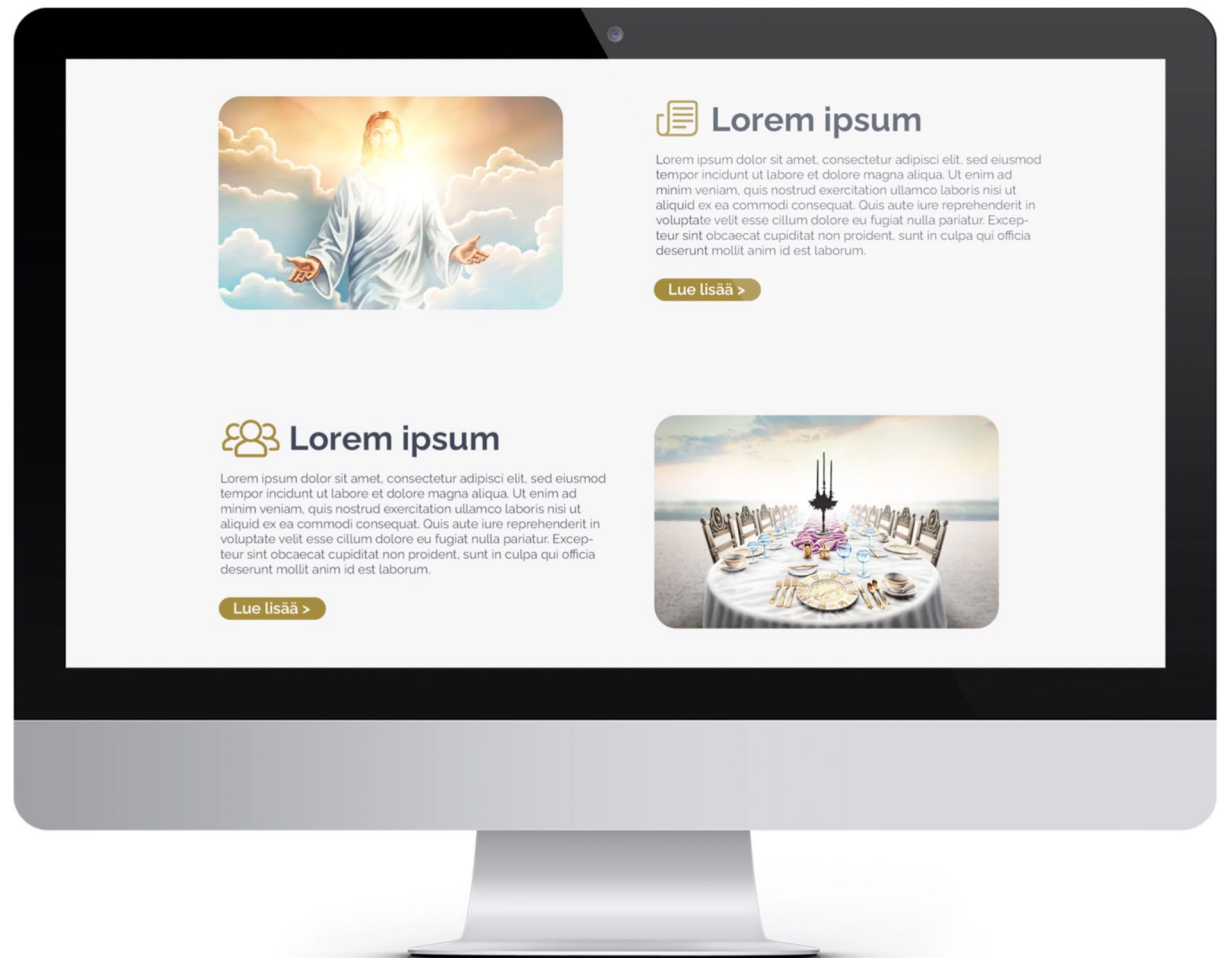 Lorem ipsum
Lorem ipsum dolor sit amet, consectetur adipisci elit, sed eiusmod
tempor incidunt ut labore et dolore magna aliqua. Ut enim ad
minim veniam, quis nostrud exercitation ullamco laboris nisi ut
aliquid ex ea commodi consequat. Quis aute iure reprehenderit in
voluptate velit esse cillum dolore eu fugiat nulla pariatur. Excep-
teur sint obcaecat cupiditat non proident, sunt in culpa qui officia
deserunt mollit anim id est laborum.
Lue lisää >
Lorem ipsum
Lorem ipsum dolor sit amet, consectetur adipisci elit, sed eiusmod
tempor incidunt ut labore et dolore magna aliqua. Ut enim ad
minim veniam, quis nostrud exercitation ullamco laboris nisi ut
aliquid ex ea commodi consequat. Quis aute iure reprehenderit in
voluptate velit esse cillum dolore eu fugiat nulla pariatur. Excep-
teur sint obcaecat cupiditat non proident, sunt in culpa qui officia
deserunt mollit anim id est laborum.
Lue lisää >